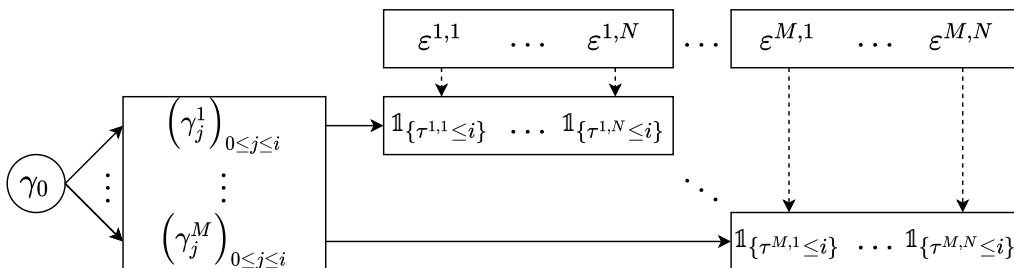 ε^{1,1} … ε^{1,N} … ε^{M,1} … ε^{M,N}
(γ_j^1)_{0≤j≤i} 𝟙_{{τ^{1,1}≤i}} … 𝟙_{{τ^{1,N}≤i}}
γ_0 ⋮ ⋮ ⋱
(γ_j^M)_{0≤j≤i} 𝟙_{{τ^{M,1}≤i}} … 𝟙_{{τ^{M,N}≤i}}